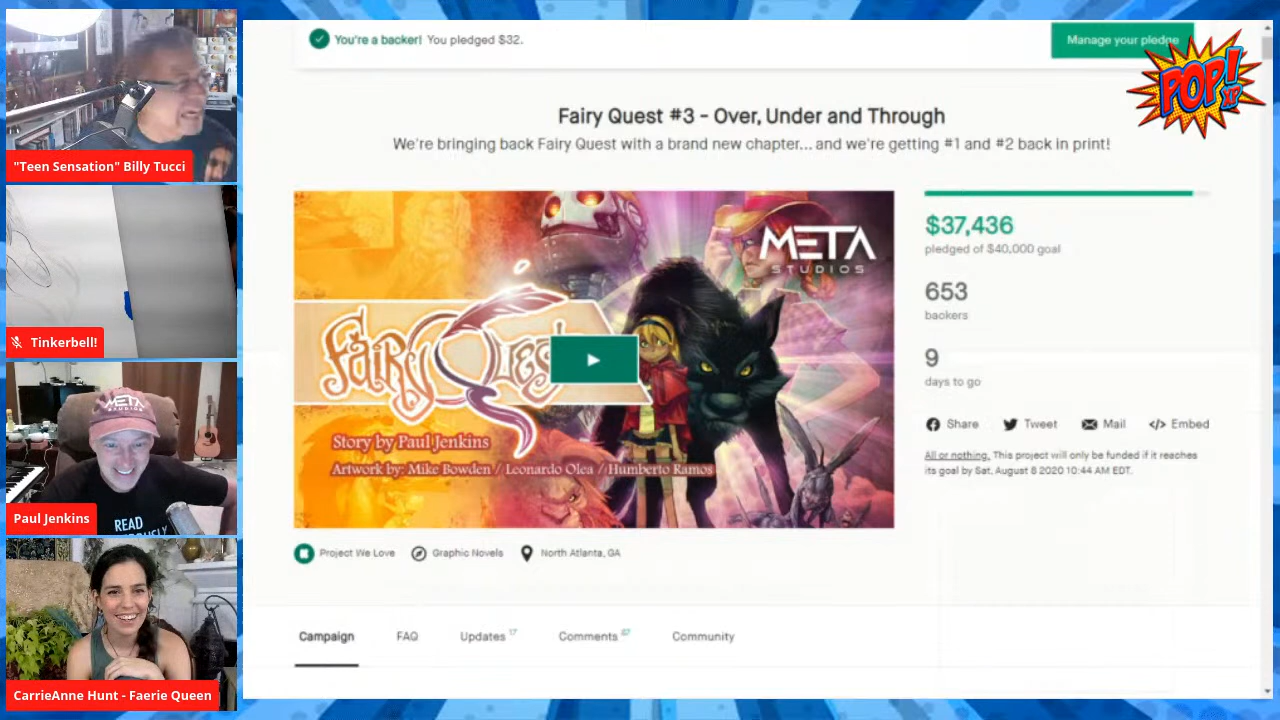 "Teen Sensation" Billy Tucci
Tinkerbell!
META
STUDIOS
READ
Paul Jenkins
CarrieAnne Hunt - Faerie Queen
You're a backer! You pledged $32.
Manage your pledge
POP!
XP
Fairy Quest #3 - Over, Under and Through
We're bringing back Fairy Quest with a brand new chapter... and we're getting #1 and #2 back in print!
META
STUDIOS
Fairy Quest
Story by Paul Jenkins
Artwork by: Mike Bowden / Leonardo Olea / Humberto Ramos
$37,436
pledged of $40,000 goal
653
backers
9
days to go
Share Tweet Mail Embed
All or nothing. This project will only be funded if it reaches
its goal by Sat, August 8 2020 10:44 AM EDT.
Project We Love Graphic Novels North Atlanta, GA
Campaign FAQ Updates 17 Comments Community